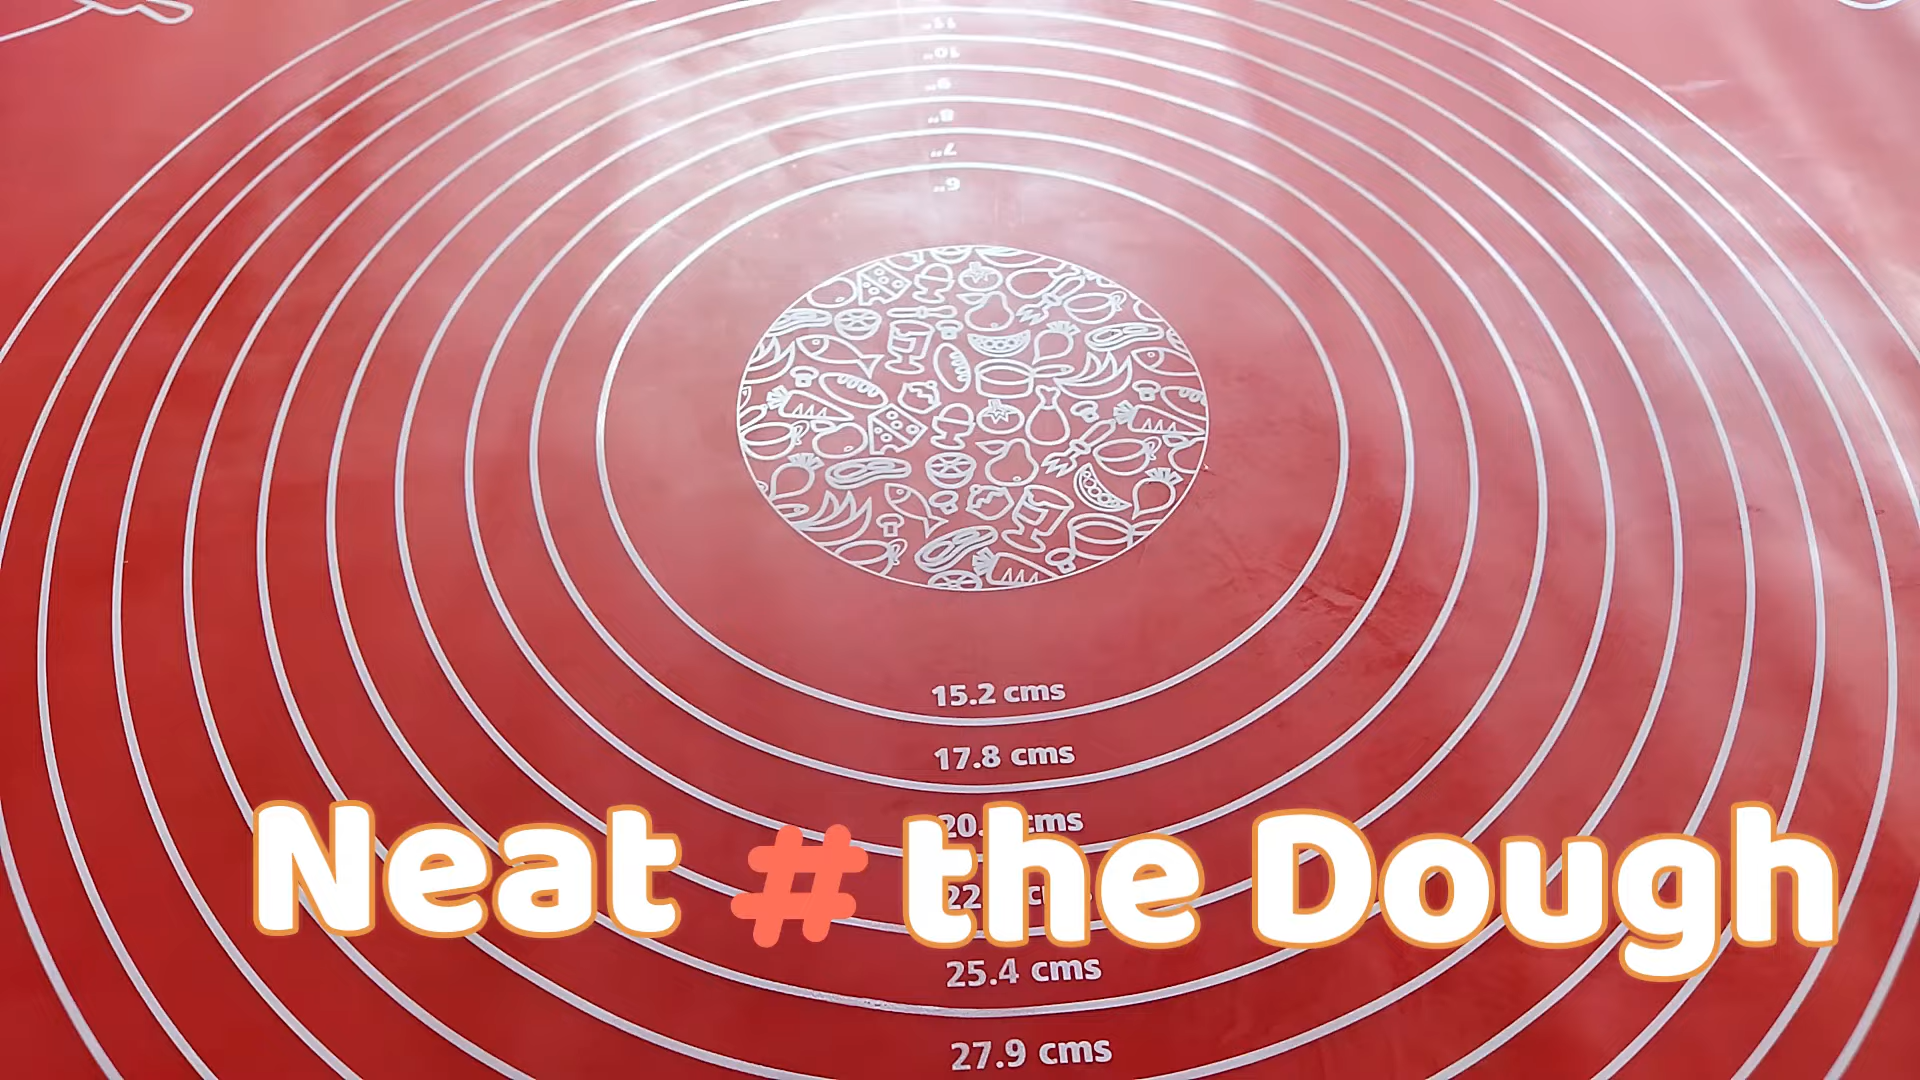 11"
10"
9"
8"
7"
6"
15.2 cms
17.8 cms
Neat # the Dough
25.4 cms
27.9 cms